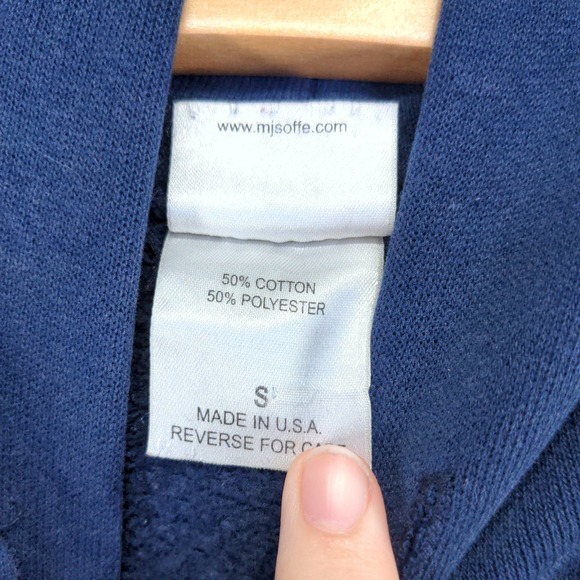 www.mjsoffe.com
50% COTTON
50% POLYESTER
S
MADE IN U.S.A.
REVERSE FOR